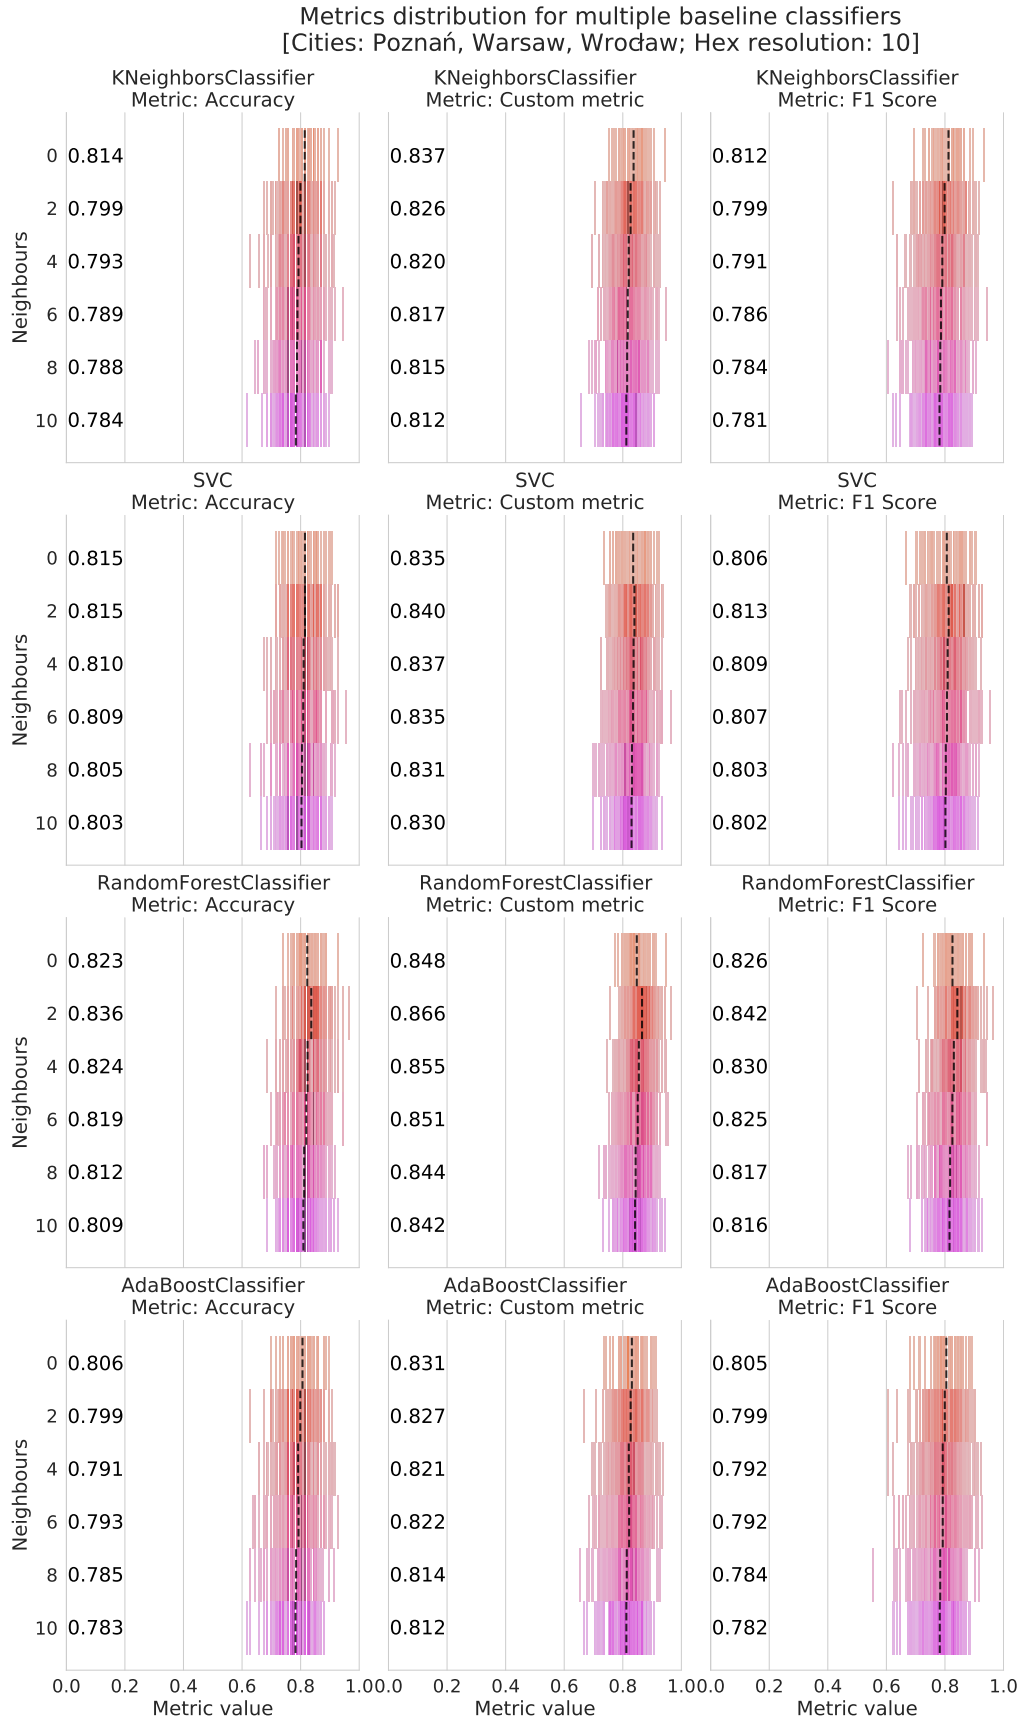 Metrics distribution for multiple baseline classifiers
[Cities: Poznań, Warsaw, Wrocław; Hex resolution: 10]
KNeighborsClassifier
Metric: Accuracy
KNeighborsClassifier
Metric: Custom metric
KNeighborsClassifier
Metric: F1 Score
Neighbours
0 0.814 0.837 0.812
2 0.799 0.826 0.799
4 0.793 0.820 0.791
6 0.789 0.817 0.786
8 0.788 0.815 0.784
10 0.784 0.812 0.781
SVC
Metric: Accuracy
SVC
Metric: Custom metric
SVC
Metric: F1 Score
Neighbours
0 0.815 0.835 0.806
2 0.815 0.840 0.813
4 0.810 0.837 0.809
6 0.809 0.835 0.807
8 0.805 0.831 0.803
10 0.803 0.830 0.802
RandomForestClassifier
Metric: Accuracy
RandomForestClassifier
Metric: Custom metric
RandomForestClassifier
Metric: F1 Score
Neighbours
0 0.823 0.848 0.826
2 0.836 0.866 0.842
4 0.824 0.855 0.830
6 0.819 0.851 0.825
8 0.812 0.844 0.817
10 0.809 0.842 0.816
AdaBoostClassifier
Metric: Accuracy
AdaBoostClassifier
Metric: Custom metric
AdaBoostClassifier
Metric: F1 Score
Neighbours
0 0.806 0.831 0.805
2 0.799 0.827 0.799
4 0.791 0.821 0.792
6 0.793 0.822 0.792
8 0.785 0.814 0.784
10 0.783 0.812 0.782
0.0 0.2 0.4 0.6 0.8 1.0 0.0 0.2 0.4 0.6 0.8 1.0 0.0 0.2 0.4 0.6 0.8 1.0
Metric value Metric value Metric value